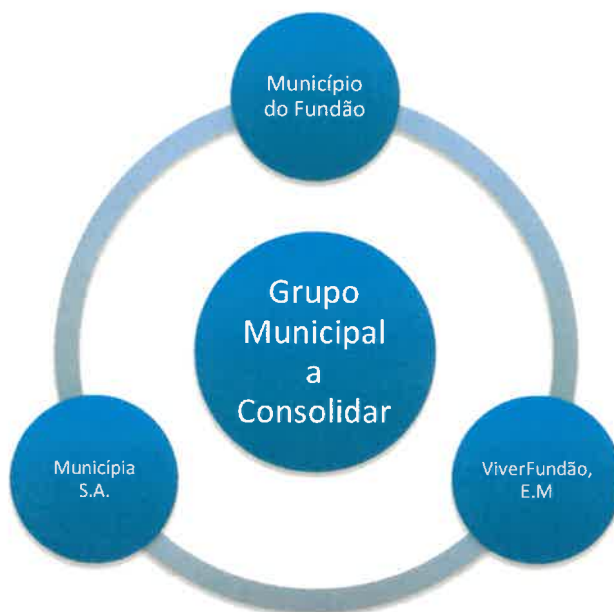 Município
do Fundão
Grupo
Municipal
a
Consolidar
Municípia
S.A.
ViverFundão,
E.M